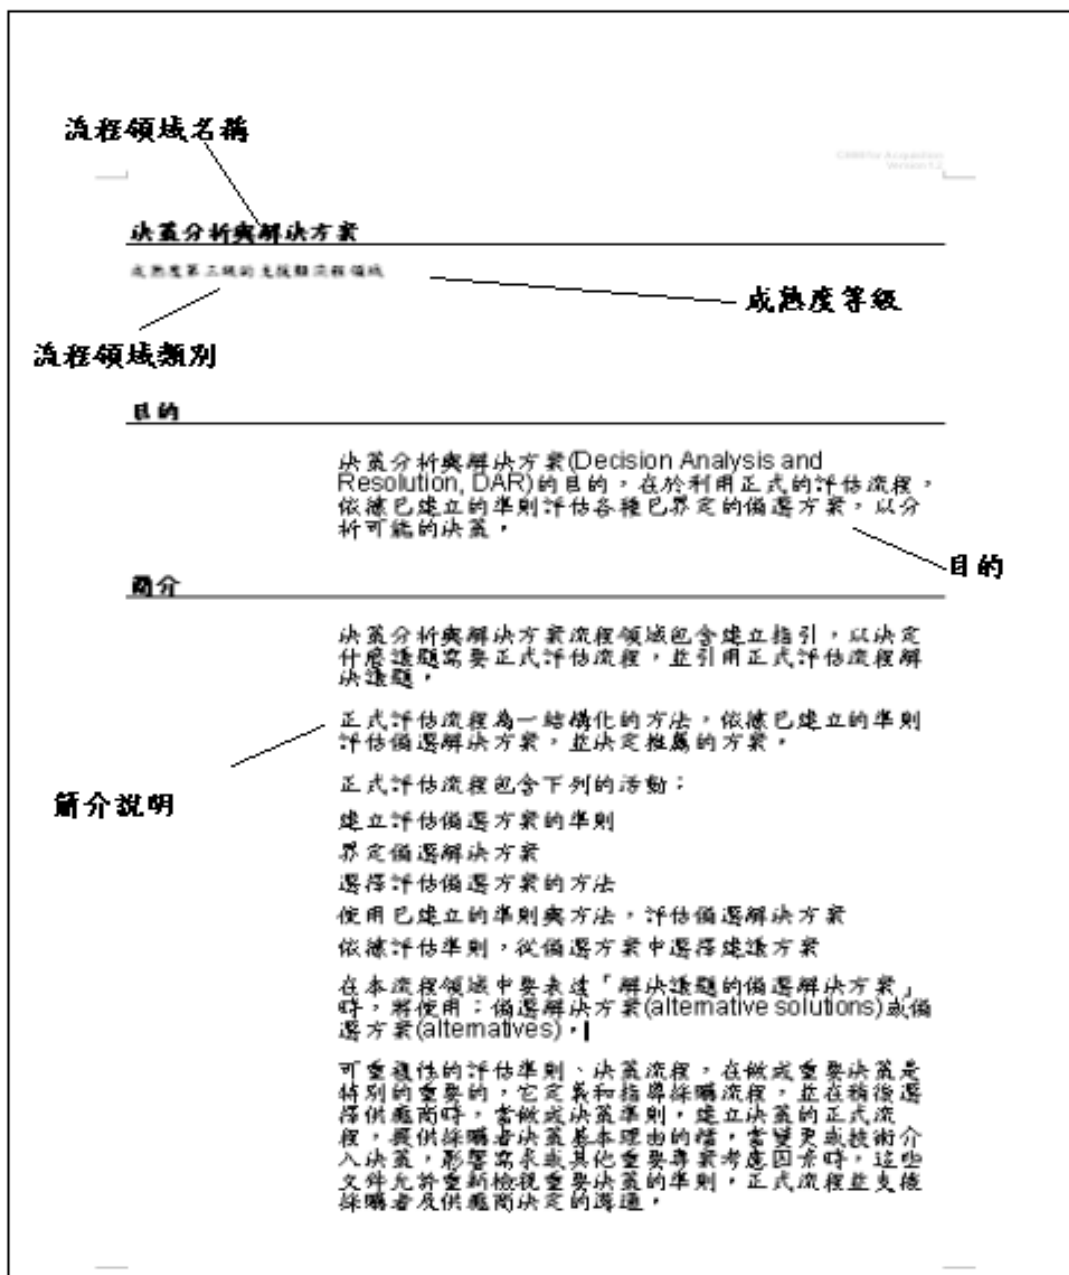 流程領域名稱
CMMI for Acquisition
Version 1.2
決策分析與解決方案
成熟度第三級的支援類流程領域
成熟度等級
流程領域類別
目的
決策分析與解決方案(Decision Analysis and
Resolution, DAR)的目的，在於利用正式的評估流程，
依據已建立的準則評估各種已界定的備選方案，以分
析可能的決策。
目的
簡介
決策分析與解決方案流程領域包含建立指引，以決定
什麼議題需要正式評估流程，並引用正式評估流程解
決議題。
正式評估流程為一結構化的方法，依據已建立的準則
評估備選解決方案，並決定推薦的方案。
簡介說明
正式評估流程包含下列的活動：
建立評估備選方案的準則
界定備選解決方案
選擇評估備選方案的方法
使用已建立的準則與方法，評估備選解決方案
依據評估準則，從備選方案中選擇建議方案
在本流程領域中要表達「解決議題的備選解決方案」
時，將使用：備選解決方案(alternative solutions)或備
選方案(alternatives)。
可重複性的評估準則、決策流程，在做成重要決策是
特別的重要的，它定義和指導採購流程，並在稍後選
擇供應商時，當做成決策準則，建立決策的正式流
程，提供採購者決策基本理由的檔，當變更或技術介
入決策，影響需求或其他重要專案考慮因素時，這些
文件允許重新檢視重要決策的準則，正式流程並支援
採購者及供應商決定的溝通。